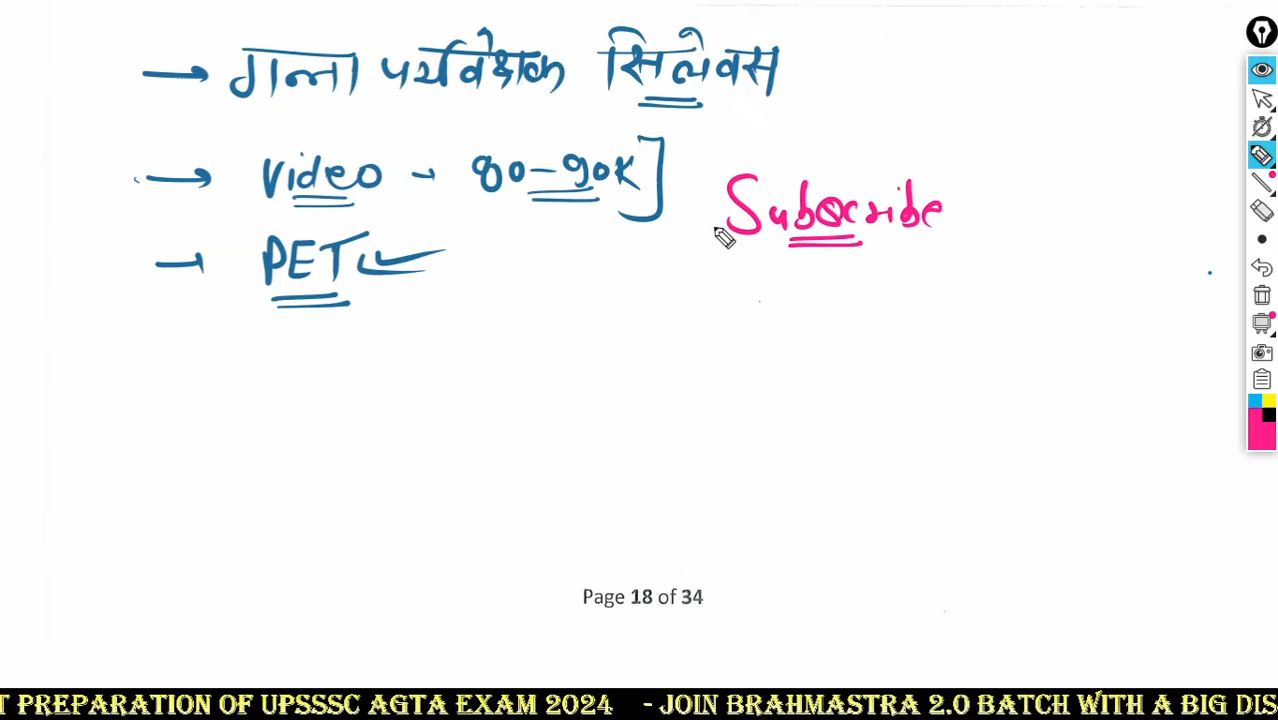 → गन्ना पर्यवेक्षक सिलेबस
→ Video - 80-90K]
Subscribe
→ PET ✓
Page 18 of 34
T PREPARATION OF UPSSSC AGTA EXAM 2024 - JOIN BRAHMASTRA 2.0 BATCH WITH A BIG DIS